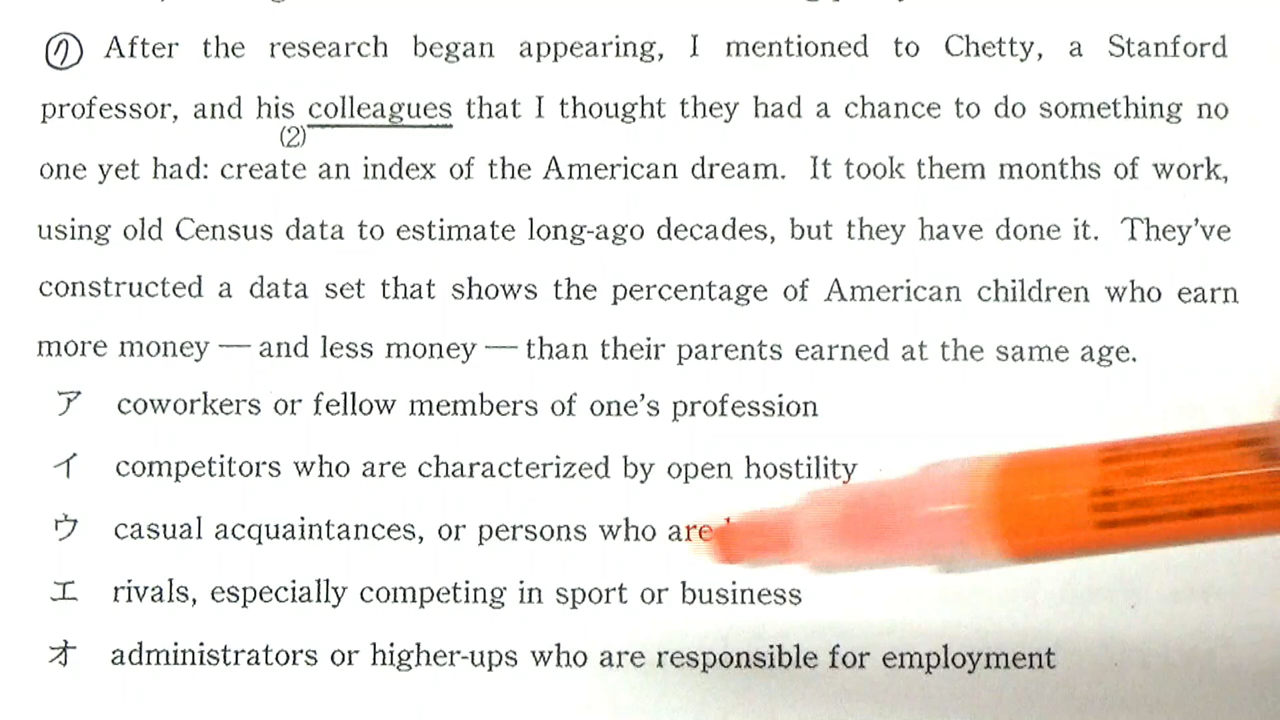 ⑦ After the research began appearing, I mentioned to Chetty, a Stanford
professor, and his colleagues that I thought they had a chance to do something no
(2)
one yet had: create an index of the American dream. It took them months of work,
using old Census data to estimate long-ago decades, but they have done it. They've
constructed a data set that shows the percentage of American children who earn
more money — and less money — than their parents earned at the same age.
ア coworkers or fellow members of one's profession
イ competitors who are characterized by open hostility
ウ casual acquaintances, or persons who are
エ rivals, especially competing in sport or business
オ administrators or higher-ups who are responsible for employment